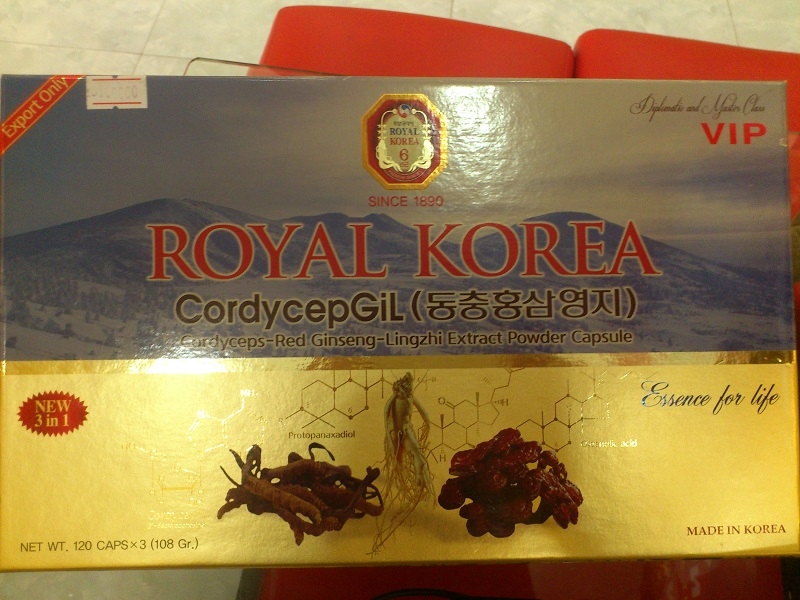 Export Only
ROYAL
KOREA
6
SINCE 1890
Diplomatic and Master Class
VIP
ROYAL KOREA
CordycepGiL (동충홍삼영지)
Cordyceps-Red Ginseng-Lingzhi Extract Powder Capsule
NEW
3 in 1
Essence for life
Protopanaxadiol
acid
NET WT. 120 CAPS×3 (108 Gr.)
MADE IN KOREA